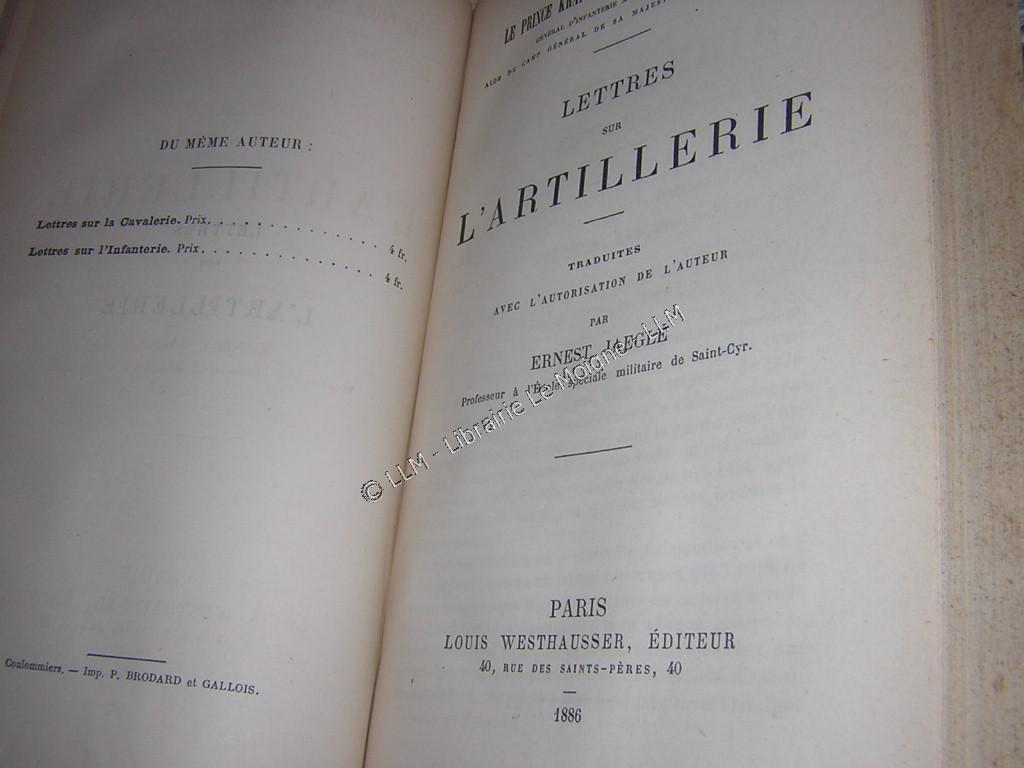 DU MÊME AUTEUR :
Lettres sur la Cavalerie. Prix. . . . . . . . . . . . . . 4 fr.
Lettres sur l'Infanterie. Prix. . . . . . . . . . . . . . 4 fr.
Coulommiers. — Imp. P. BRODARD et GALLOIS.
LE PRINCE
GÉNÉRAL D'INFANTERIE
AIDE DE CAMP GÉNÉRAL DE SA
LETTRES
SUR
L'ARTILLERIE
TRADUITES
AVEC L'AUTORISATION DE L'AUTEUR
PAR
ERNEST JAEGLÉ
Professeur à l'École spéciale militaire de Saint-Cyr.
PARIS
LOUIS WESTHAUSSER, ÉDITEUR
40, RUE DES SAINTS-PÈRES, 40
1886
© LLM - Librairie Le Moigne - LLM